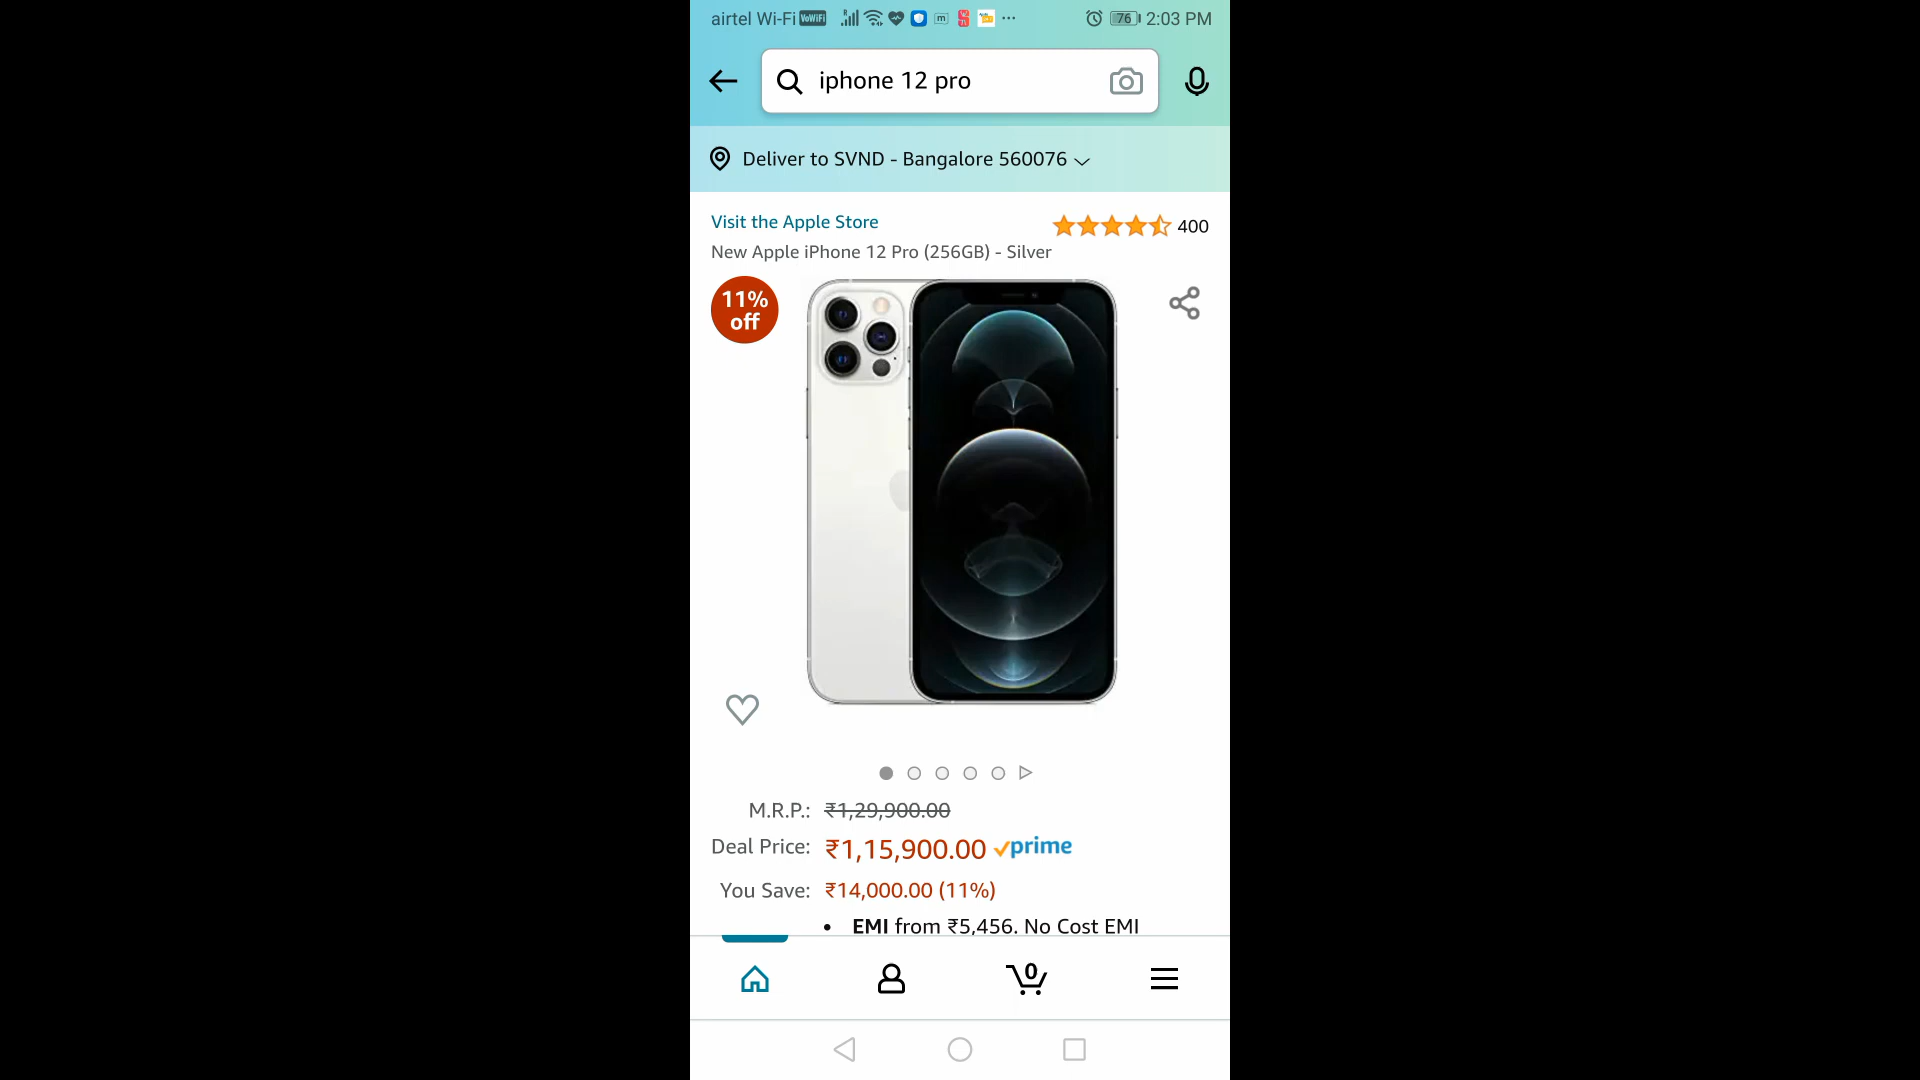 airtel Wi-Fi VoWiFi 76 2:03 PM
iphone 12 pro
Deliver to SVND - Bangalore 560076
Visit the Apple Store 400
New Apple iPhone 12 Pro (256GB) - Silver
11%
off
M.R.P.: ₹1,29,900.00
Deal Price: ₹1,15,900.00 prime
You Save: ₹14,000.00 (11%)
• EMI from ₹5,456. No Cost EMI
0